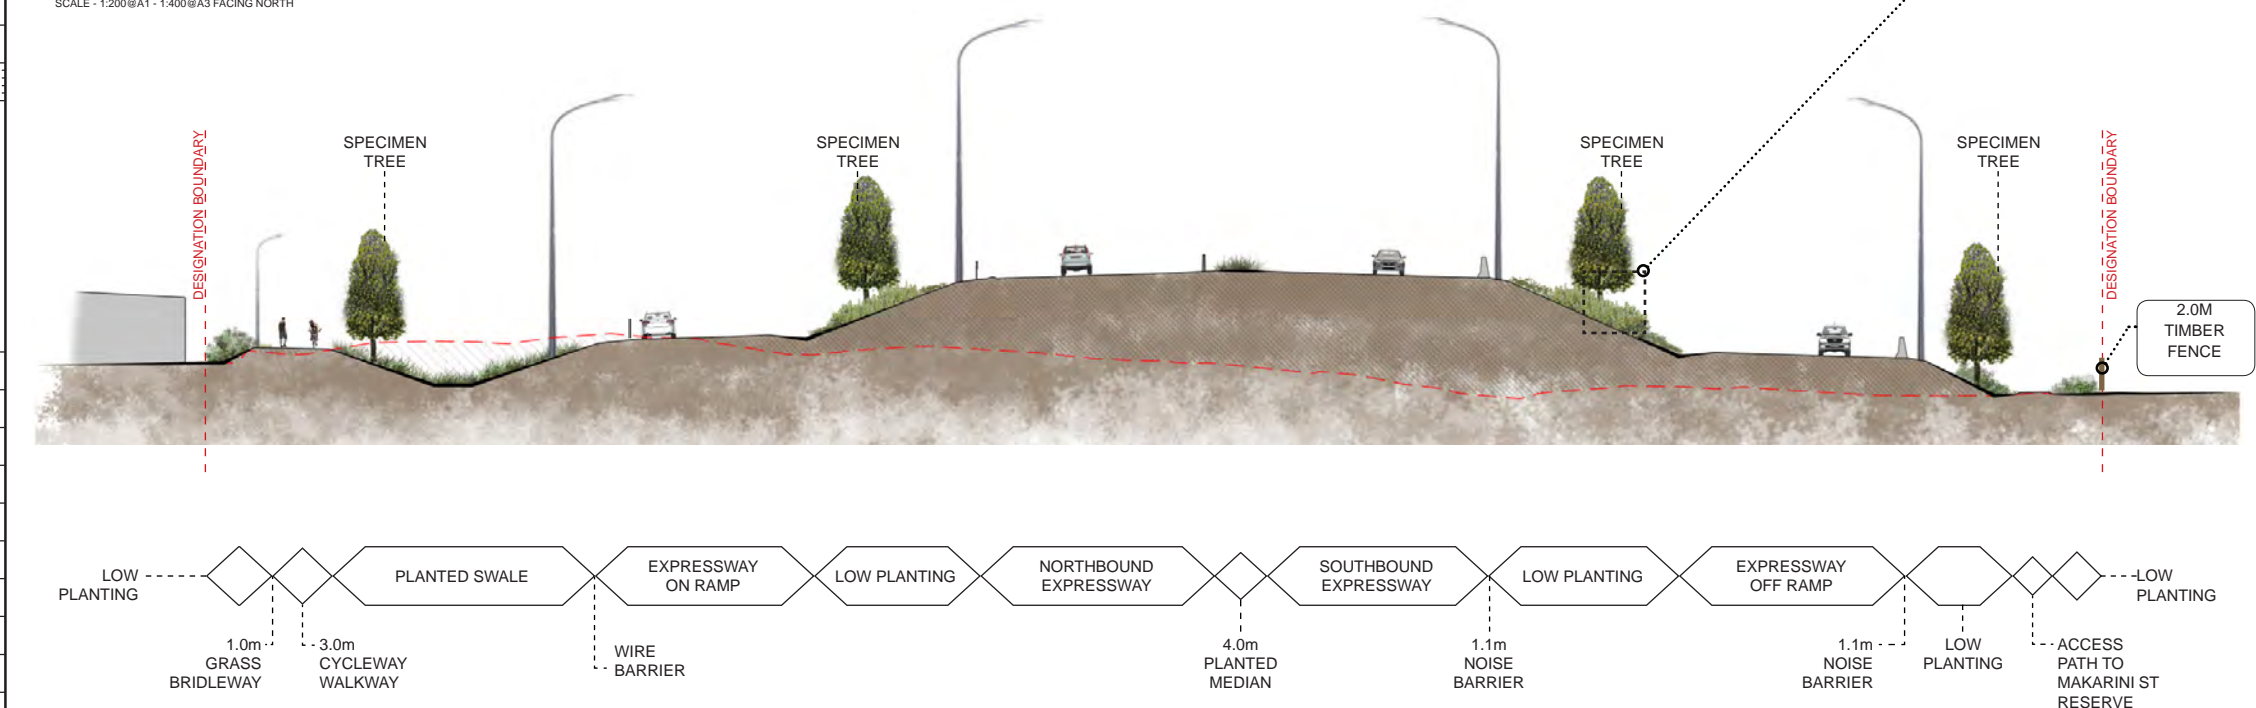 SCALE - 1:200@A1 - 1:400@A3 FACING NORTH
DESIGNATION BOUNDARY
SPECIMEN
TREE
SPECIMEN
TREE
SPECIMEN
TREE
SPECIMEN
TREE
DESIGNATION BOUNDARY
2.0M
TIMBER
FENCE
LOW
PLANTING
PLANTED SWALE
EXPRESSWAY
ON RAMP
LOW PLANTING
NORTHBOUND
EXPRESSWAY
SOUTHBOUND
EXPRESSWAY
LOW PLANTING
EXPRESSWAY
OFF RAMP
LOW
PLANTING
1.0m
GRASS
BRIDLEWAY
3.0m
CYCLEWAY
WALKWAY
WIRE
BARRIER
4.0m
PLANTED
MEDIAN
1.1m
NOISE
BARRIER
1.1m
NOISE
BARRIER
LOW
PLANTING
ACCESS
PATH TO
MAKARINI ST
RESERVE